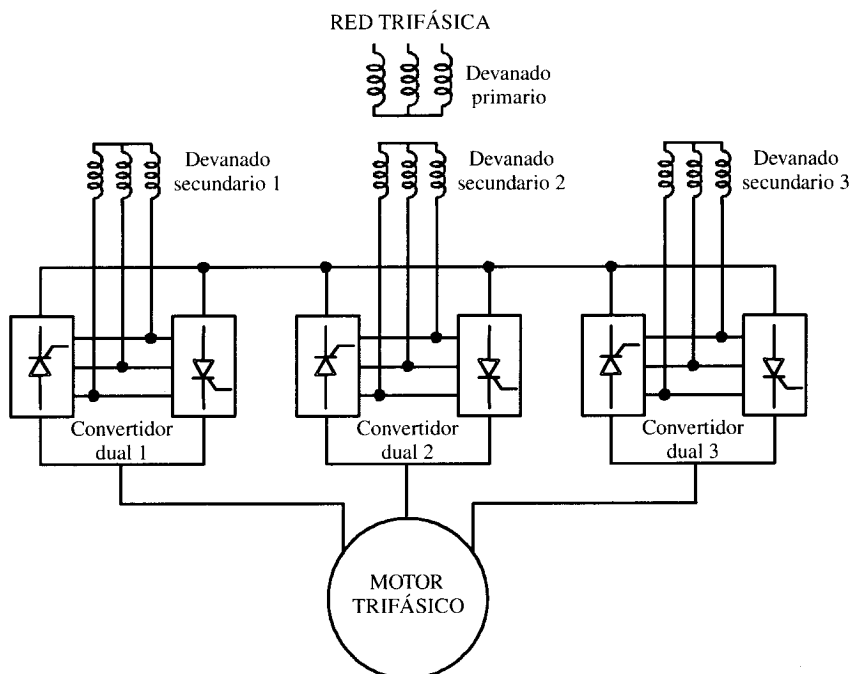 RED TRIFÁSICA
Devanado
primario
Devanado
secundario 1
Devanado
secundario 2
Devanado
secundario 3
Convertidor
dual 1
Convertidor
dual 2
Convertidor
dual 3
MOTOR
TRIFÁSICO